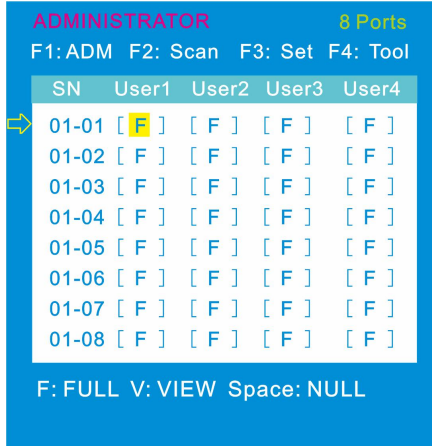 ADMINISTRATOR 8 Ports
F1: ADM F2: Scan F3: Set F4: Tool
SN User1 User2 User3 User4
01-01 [ F ] [ F ] [ F ] [ F ]
01-02 [ F ] [ F ] [ F ] [ F ]
01-03 [ F ] [ F ] [ F ] [ F ]
01-04 [ F ] [ F ] [ F ] [ F ]
01-05 [ F ] [ F ] [ F ] [ F ]
01-06 [ F ] [ F ] [ F ] [ F ]
01-07 [ F ] [ F ] [ F ] [ F ]
01-08 [ F ] [ F ] [ F ] [ F ]
F: FULL V: VIEW Space: NULL